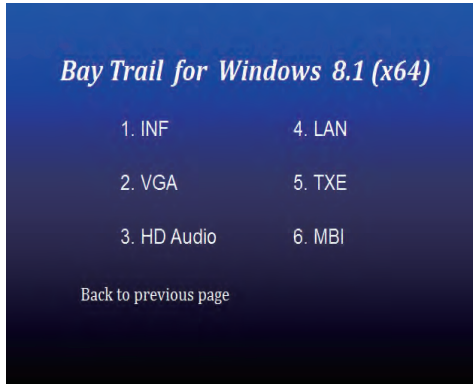 Bay Trail for Windows 8.1 (x64)
1. INF
4. LAN
2. VGA
5. TXE
3. HD Audio
6. MBI
Back to previous page